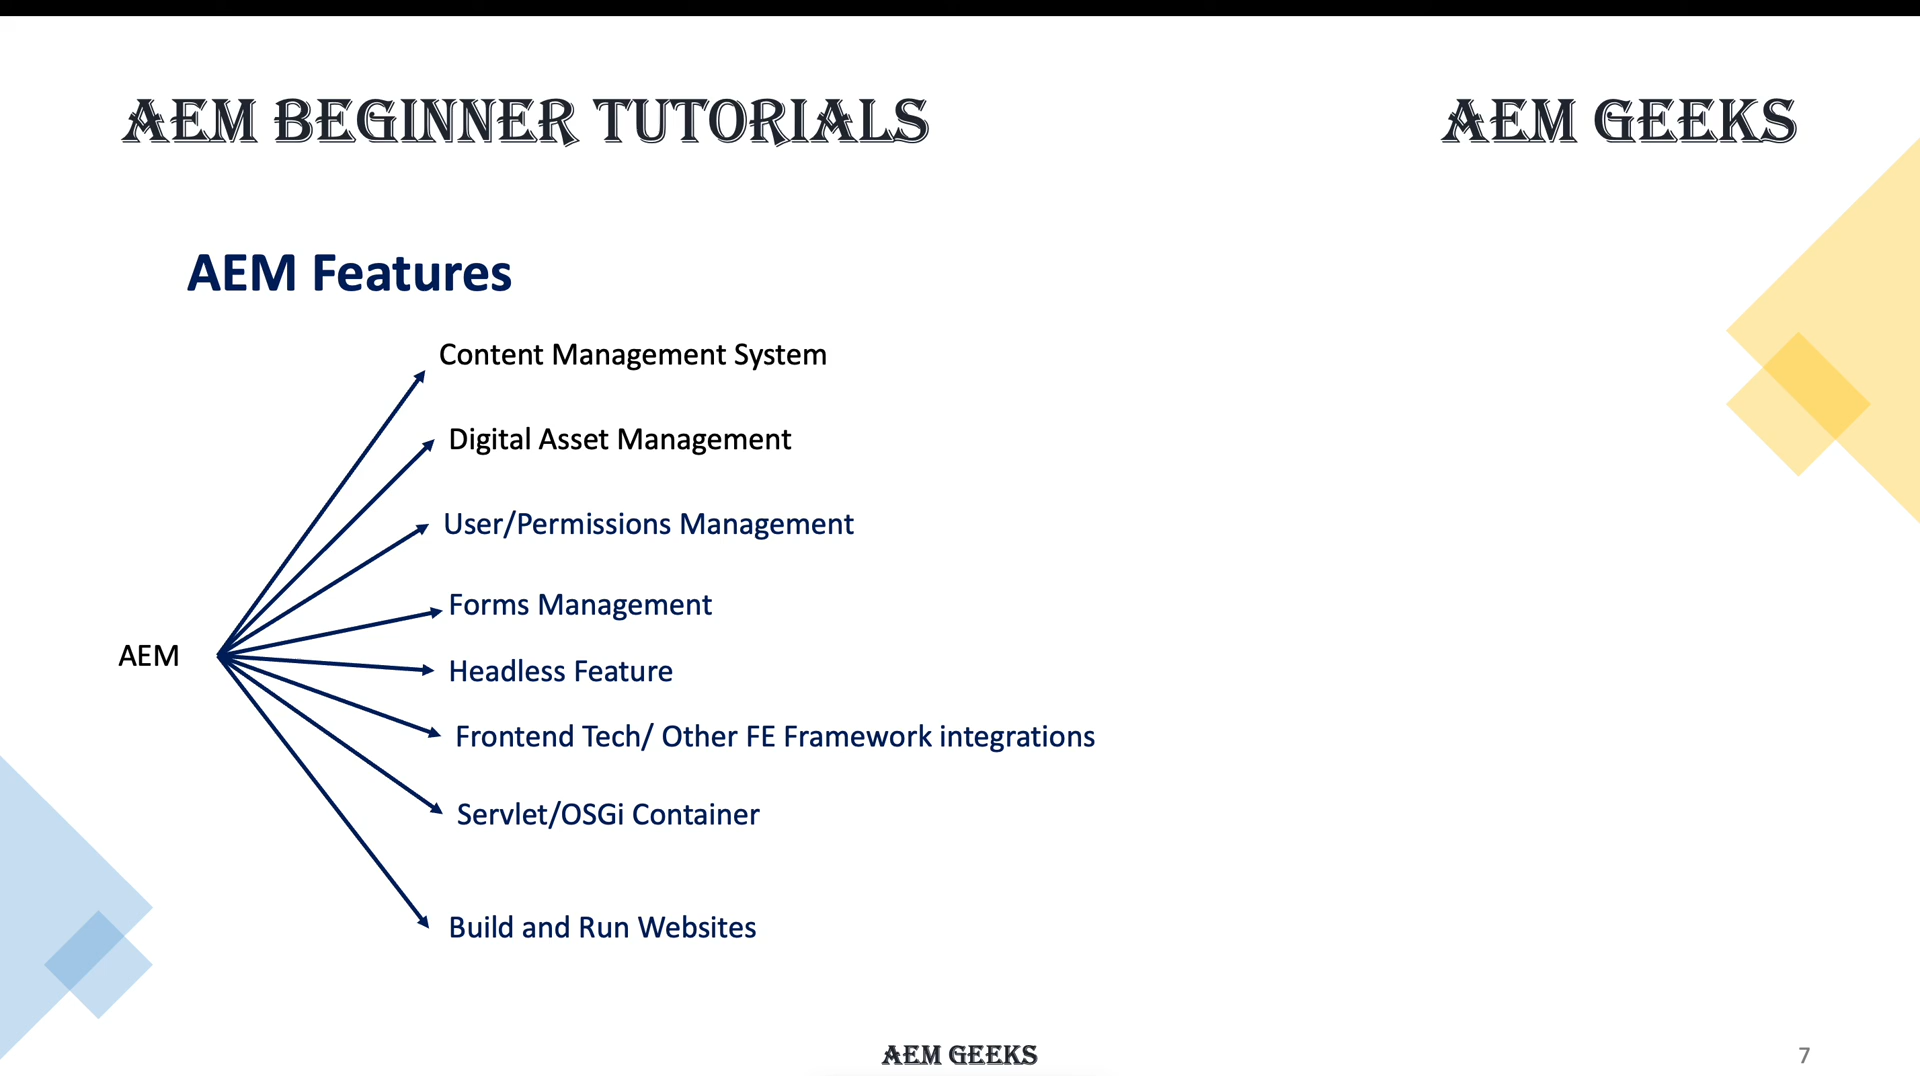 AEM BEGINNER TUTORIALS
AEM GEEKS
AEM Features
Content Management System
Digital Asset Management
User/Permissions Management
Forms Management
AEM
Headless Feature
Frontend Tech/ Other FE Framework integrations
Servlet/OSGi Container
Build and Run Websites
AEM GEEKS
7